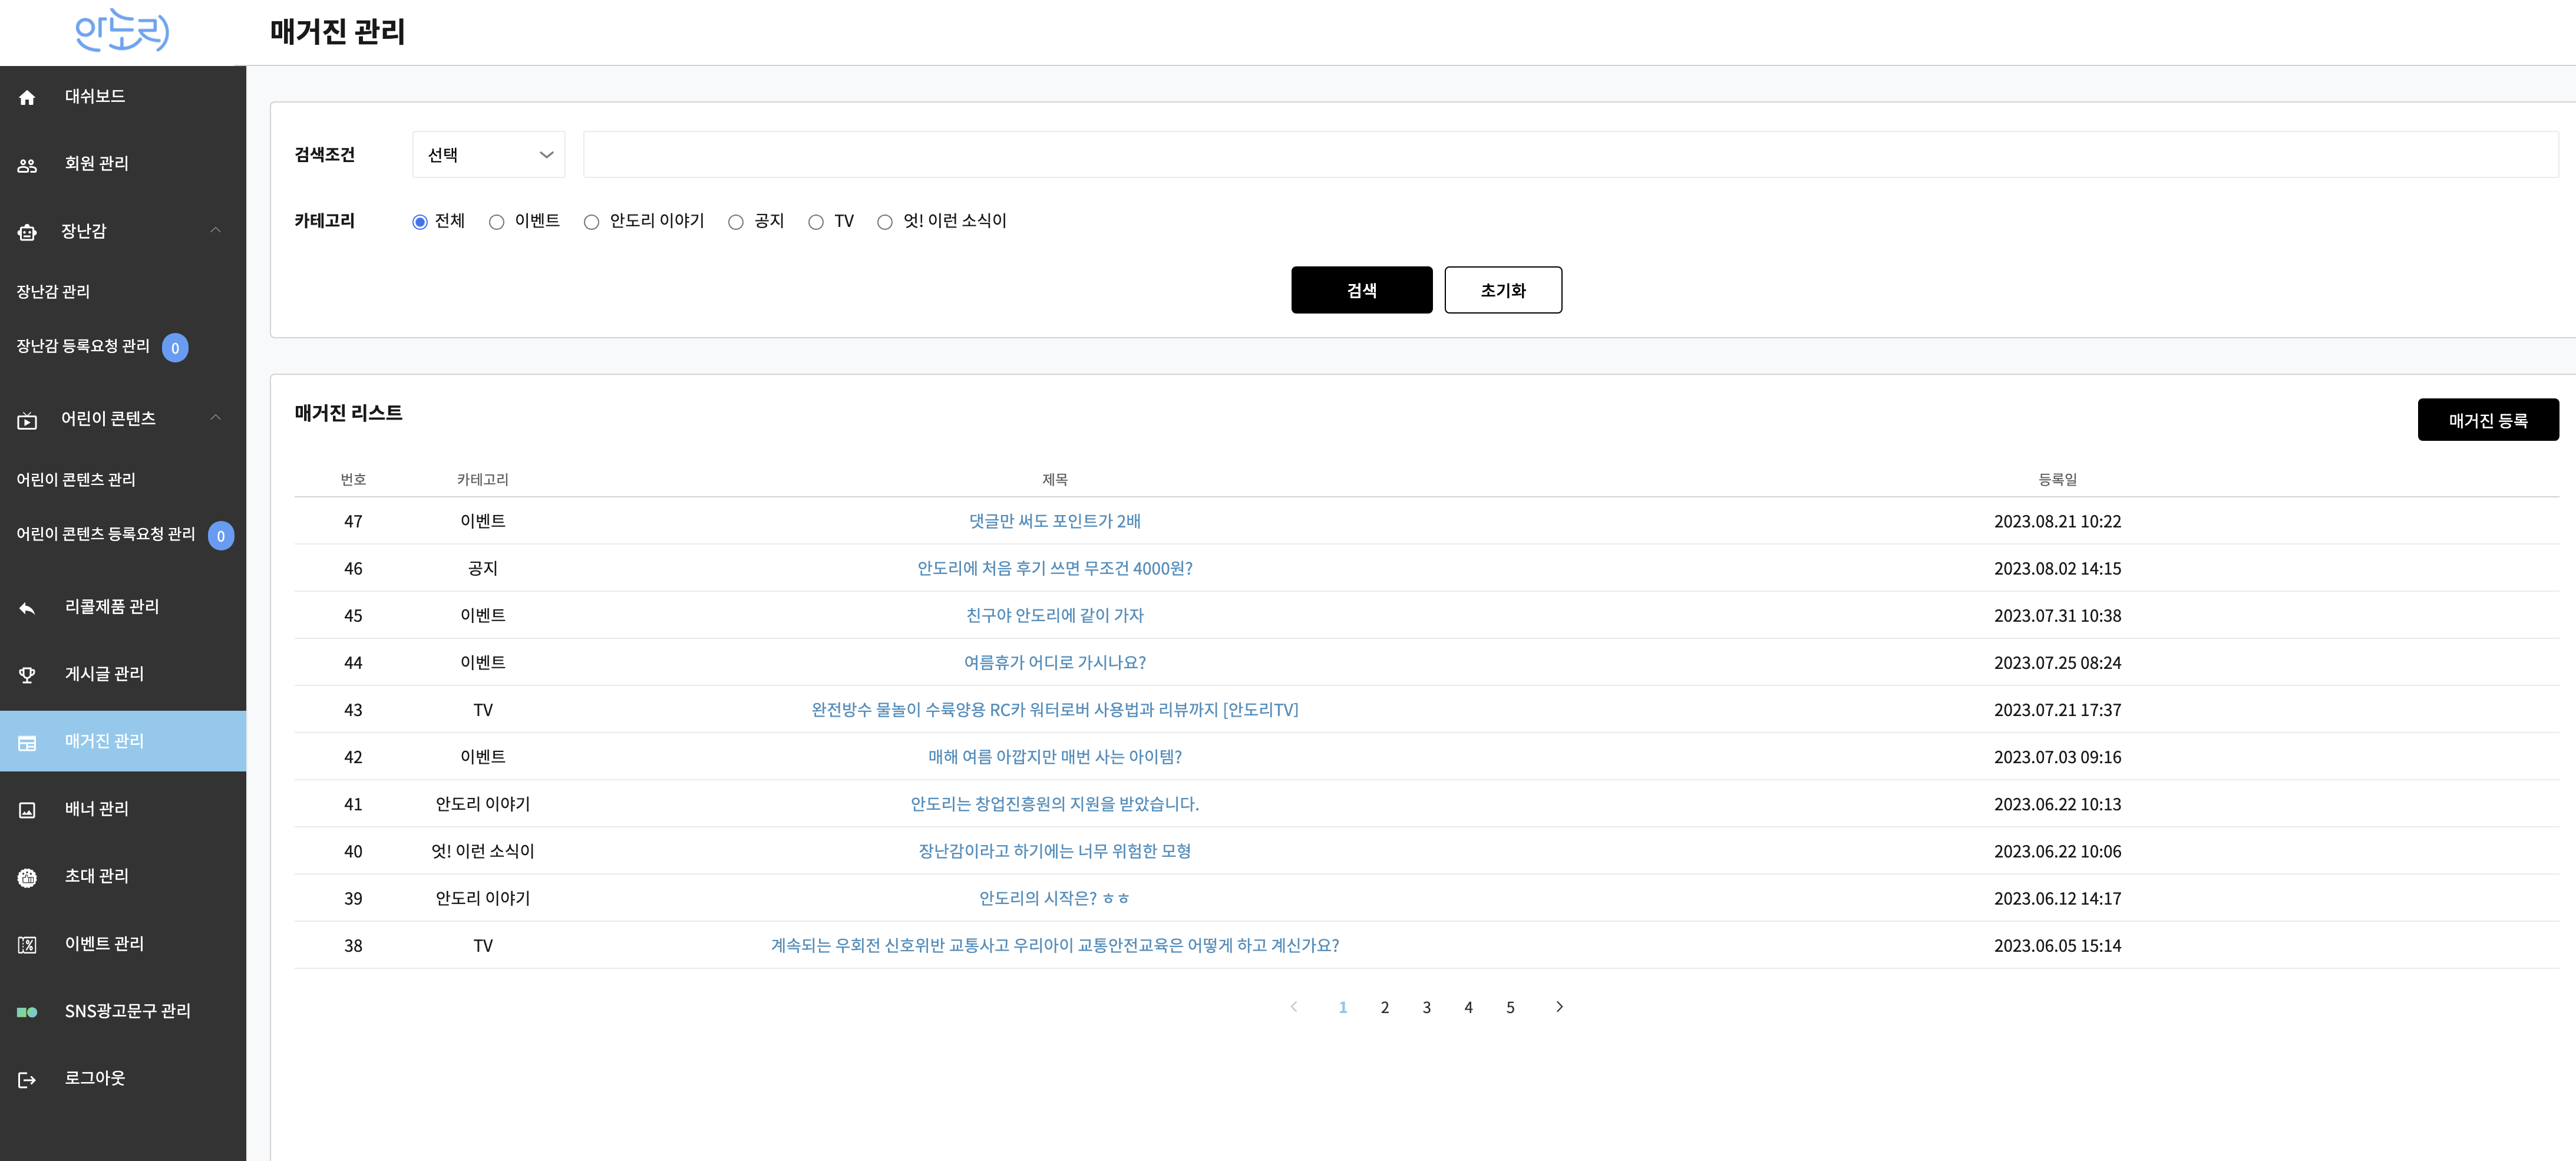 안도리
매거진 관리
대쉬보드
회원 관리
장난감
장난감 관리
장난감 등록요청 관리 0
어린이 콘텐츠
어린이 콘텐츠 관리
어린이 콘텐츠 등록요청 관리 0
리콜제품 관리
게시글 관리
매거진 관리
배너 관리
초대 관리
이벤트 관리
SNS광고문구 관리
로그아웃
검색조건 선택
카테고리 전체 이벤트 안도리 이야기 공지 TV 엇! 이런 소식이
검색 초기화
매거진 리스트
매거진 등록
번호 카테고리 제목 등록일
47 이벤트 댓글만 써도 포인트가 2배 2023.08.21 10:22
46 공지 안도리에 처음 후기 쓰면 무조건 4000원? 2023.08.02 14:15
45 이벤트 친구야 안도리에 같이 가자 2023.07.31 10:38
44 이벤트 여름휴가 어디로 가시나요? 2023.07.25 08:24
43 TV 완전방수 물놀이 수륙양용 RC카 워터로버 사용법과 리뷰까지 [안도리TV] 2023.07.21 17:37
42 이벤트 매해 여름 아깝지만 매번 사는 아이템? 2023.07.03 09:16
41 안도리 이야기 안도리는 창업진흥원의 지원을 받았습니다. 2023.06.22 10:13
40 엇! 이런 소식이 장난감이라고 하기에는 너무 위험한 모형 2023.06.22 10:06
39 안도리 이야기 안도리의 시작은? ㅎㅎ 2023.06.12 14:17
38 TV 계속되는 우회전 신호위반 교통사고 우리아이 교통안전교육은 어떻게 하고 계신가요? 2023.06.05 15:14
1 2 3 4 5